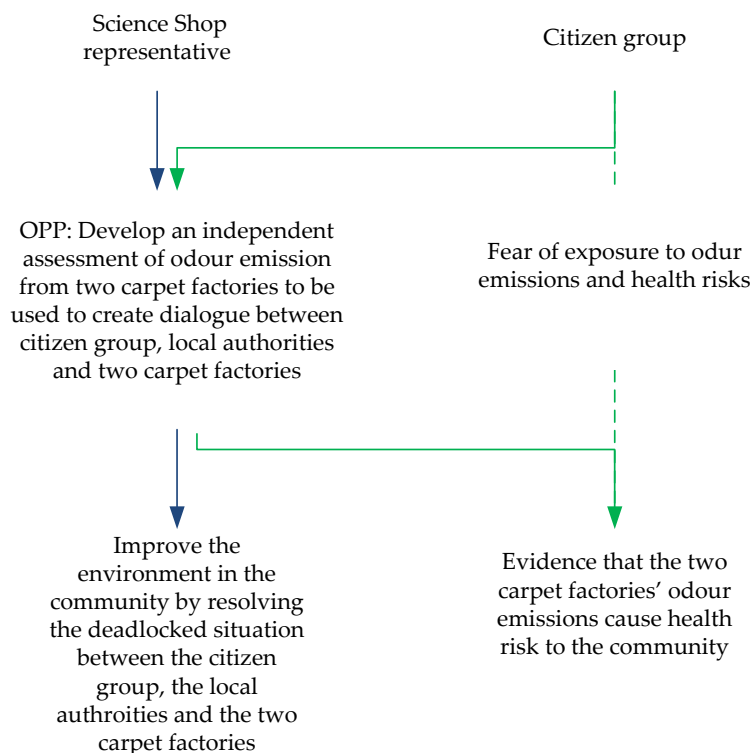 Science Shop
representative
Citizen group
OPP: Develop an independent
assessment of odour emission
from two carpet factories to be
used to create dialogue between
citizen group, local authorities
and two carpet factories
Fear of exposure to odur
emissions and health risks
Improve the
environment in the
community by resolving
the deadlocked situation
between the citizen
group, the local
authroities and the two
carpet factories
Evidence that the two
carpet factories’ odour
emissions cause health
risk to the community